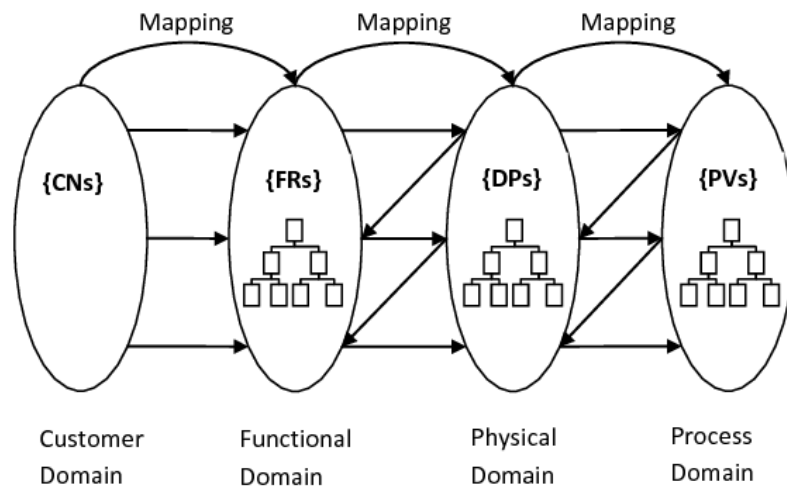 Mapping Mapping Mapping
{CNs} {FRs} {DPs} {PVs}
Customer Functional Physical Process
Domain Domain Domain Domain